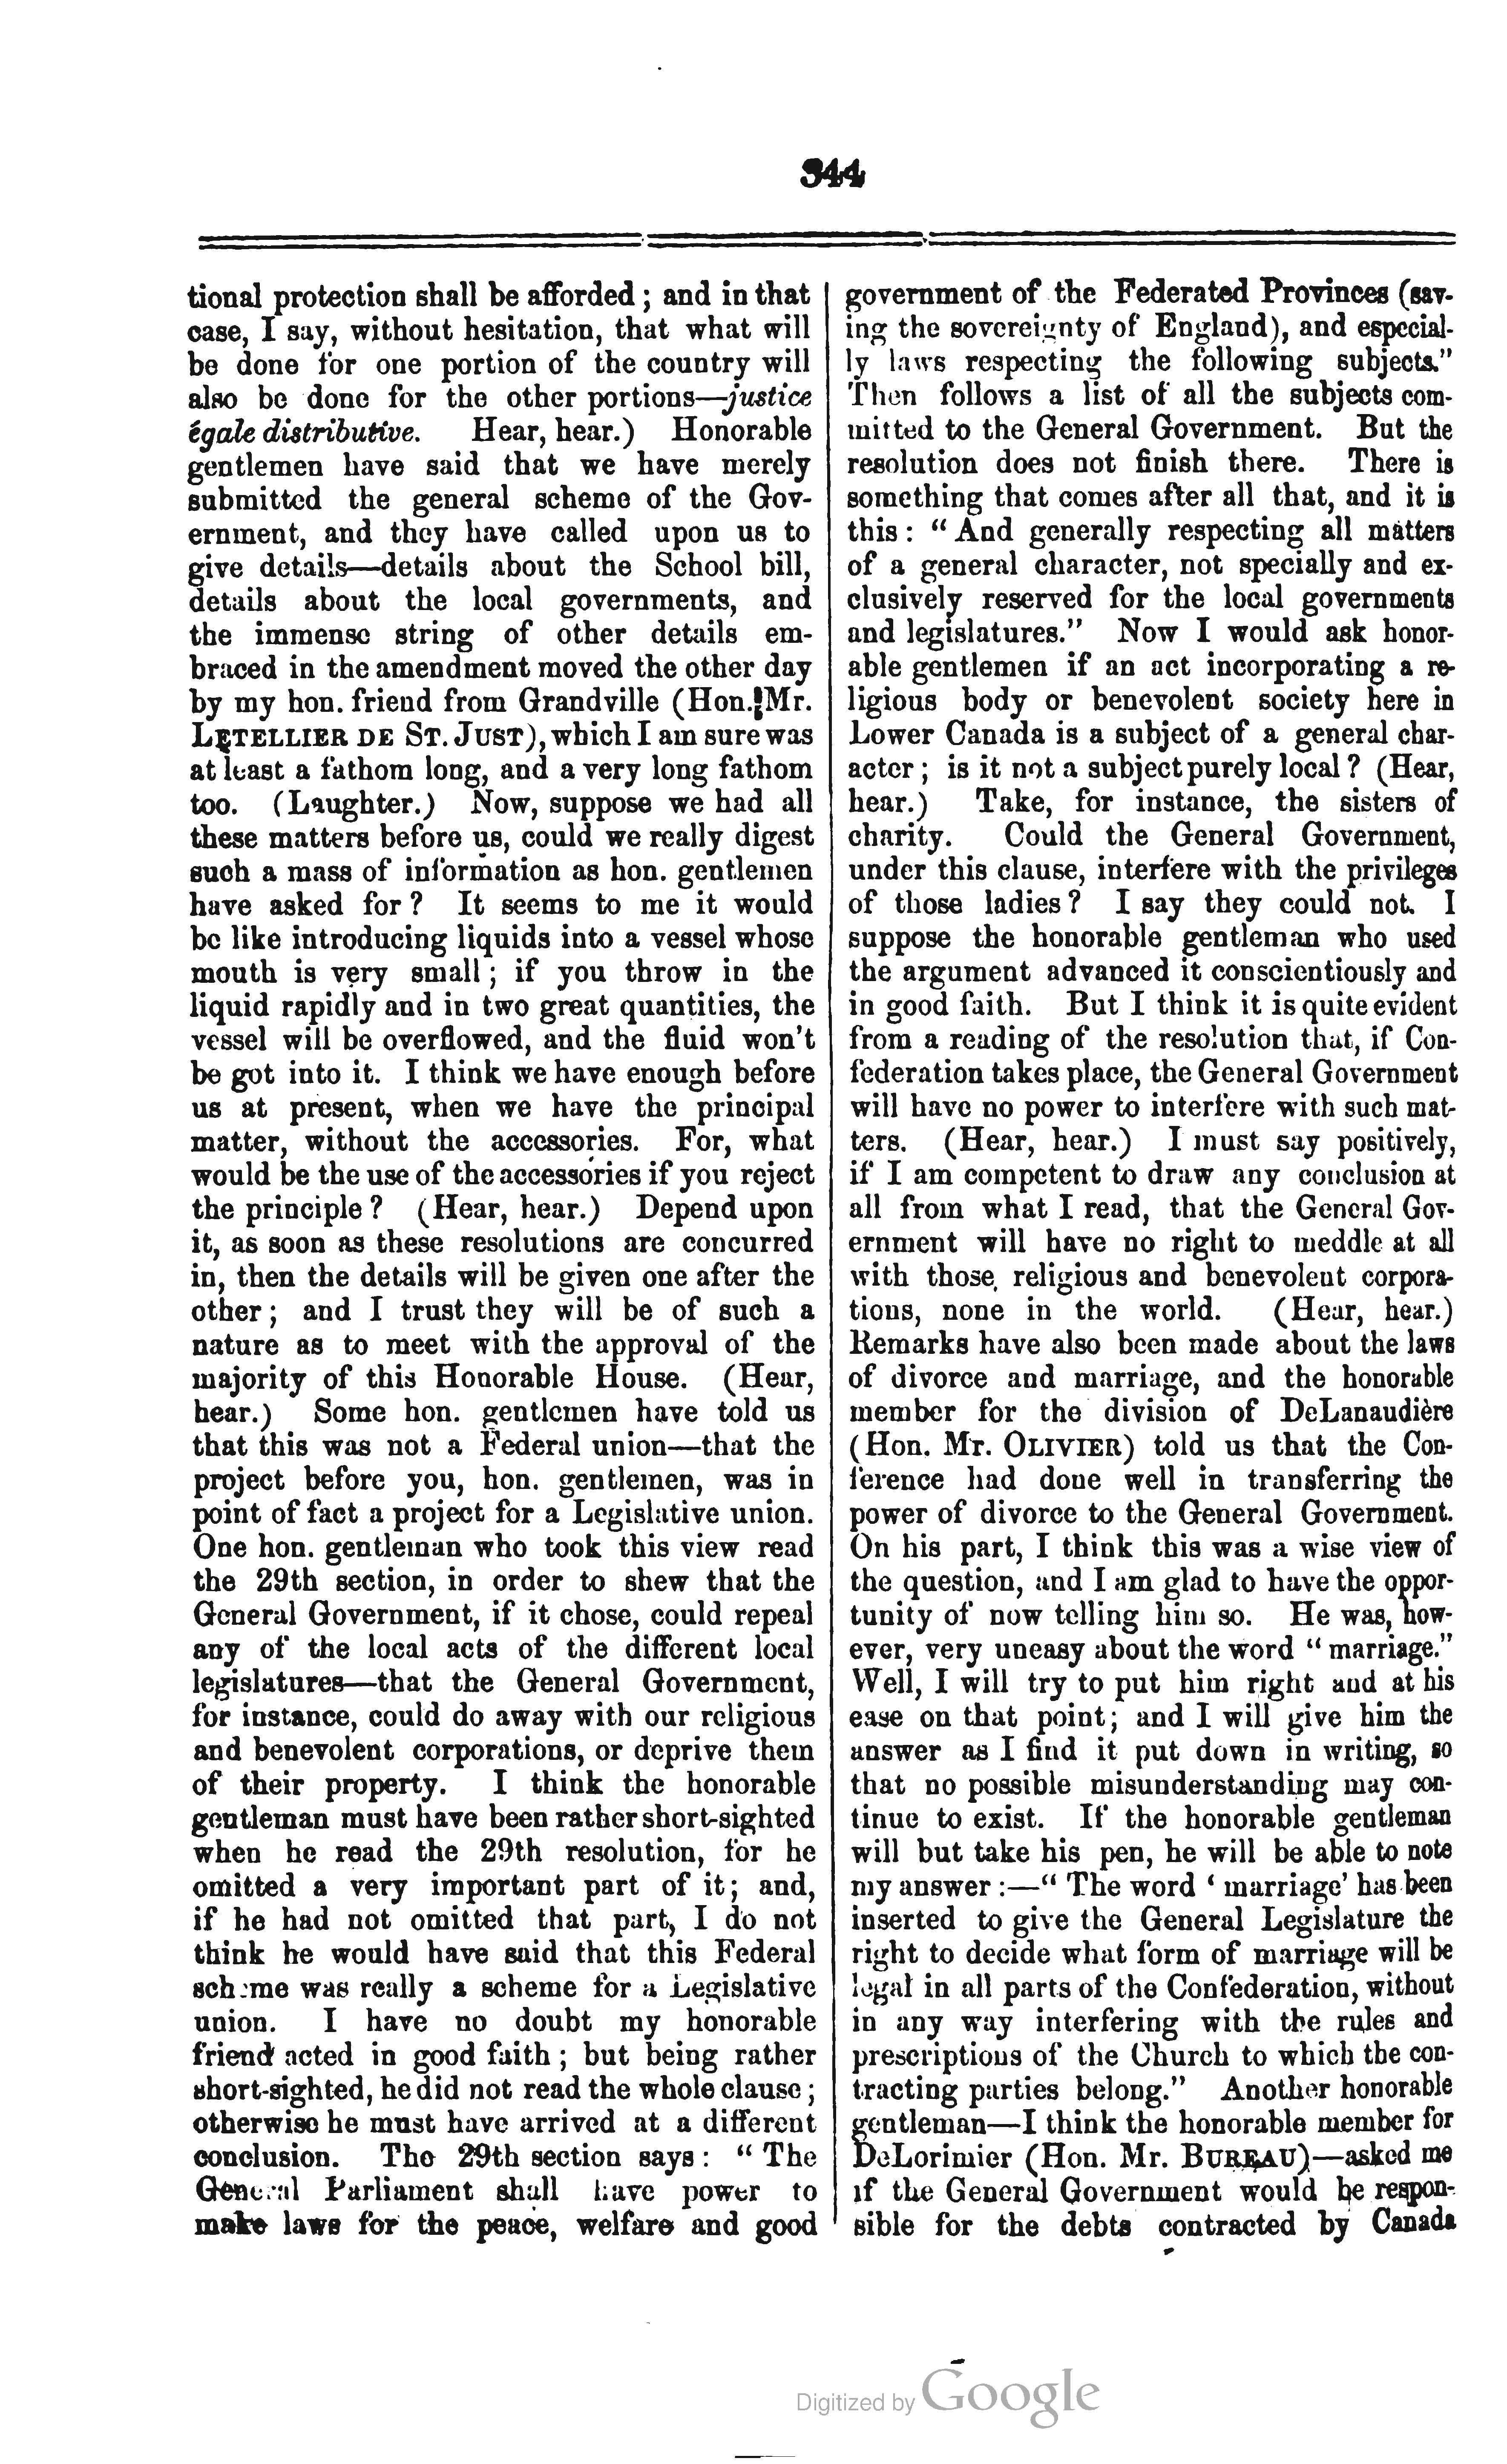 344
tional protection shall be afforded; and in that
case, I say, without hesitation, that what will
be done for one portion of the country will
also be done for the other portions—justice
égale distributive. Hear, hear.) Honorable
gentlemen have said that we have merely
submitted the general scheme of the Gov-
ernment, and they have called upon us to
give details—details about the School bill,
details about the local governments, and
the immense string of other details em-
braced in the amendment moved the other day
by my hon. friend from Grandville (Hon. Mr.
LETELLIER DE ST. JUST), which I am sure was
at least a fathom long, and a very long fathom
too. (Laughter.) Now, suppose we had all
these matters before us, could we really digest
such a mass of information as hon. gentlemen
have asked for? It seems to me it would
be like introducing liquids into a vessel whose
mouth is very small; if you throw in the
liquid rapidly and in two great quantities, the
vessel will be overflowed, and the fluid won't
be got into it. I think we have enough before
us at present, when we have the principal
matter, without the accessories. For, what
would be the use of the accessories if you reject
the principle? (Hear, hear.) Depend upon
it, as soon as these resolutions are concurred
in, then the details will be given one after the
other; and I trust they will be of such a
nature as to meet with the approval of the
majority of this Honorable House. (Hear,
hear.) Some hon. gentlemen have told us
that this was not a Federal union—that the
project before you, hon. gentlemen, was in
point of fact a project for a Legislative union.
One hon. gentleman who took this view read
the 29th section, in order to shew that the
General Government, if it chose, could repeal
any of the local acts of the different local
legislatures—that the General Government,
for instance, could do away with our religious
and benevolent corporations, or deprive them
of their property. I think the honorable
gentleman must have been rather short-sighted
when he read the 29th resolution, for he
omitted a very important part of it; and,
if he had not omitted that part, I do not
think he would have said that this Federal
scheme was really a scheme for a Legislative
union. I have no doubt my honorable
friend acted in good faith; but being rather
short-sighted, he did not read the whole clause;
otherwise he must have arrived at a different
conclusion. The 29th section says: "The
General Parliament shall have power to
make laws for the peace, welfare and good
government of the Federated Provinces (sav-
ing the sovereignty of England), and especial-
ly laws respecting the following subjects."
Then follows a list of all the subjects com-
mitted to the General Government. But the
resolution does not finish there. There is
something that comes after all that, and it is
this: "And generally respecting all matters
of a general character, not specially and ex-
clusively reserved for the local governments
and legislatures." Now I would ask honor-
able gentlemen if an act incorporating a re-
ligious body or benevolent society here in
Lower Canada is a subject of a general char-
acter; is it not a subject purely local? (Hear,
hear.) Take, for instance, the sisters of
charity. Could the General Government,
under this clause, interfere with the privileges
of those ladies? I say they could not. I
suppose the honorable gentleman who used
the argument advanced it conscientiously and
in good faith. But I think it is quite evident
from a reading of the resolution that, if Con-
federation takes place, the General Government
will have no power to interfere with such mat-
ters. (Hear, hear.) I must say positively,
if I am competent to draw any conclusion at
all from what I read, that the General Gov-
ernment will have no right to meddle at all
with those religious and benevolent corpora-
tions, none in the world. (Hear, hear.)
Remarks have also been made about the laws
of divorce and marriage, and the honorable
member for the division of DeLanaudière
(Hon. Mr. OLIVIER) told us that the Con-
ference had done well in transferring the
power of divorce to the General Government.
On his part, I think this was a wise view of
the question, and I am glad to have the oppor-
tunity of now telling him so. He was, how-
ever, very uneasy about the word "marriage."
Well, I will try to put him right and at his
ease on that point; and I will give him the
answer as I find it put down in writing, so
that no possible misunderstanding may con-
tinue to exist. If the honorable gentleman
will but take his pen, he will be able to note
my answer:—"The word 'marriage' has been
inserted to give the General Legislature the
right to decide what form of marriage will be
legal in all parts of the Confederation, without
in any way interfering with the rules and
prescriptions of the Church to which the con-
tracting parties belong." Another honorable
gentleman—I think the honorable member for
DeLorimier (Hon. Mr. BUREAU)—asked me
if the General Government would be respon-
sible for the debts contracted by Canada
Digitized by Google